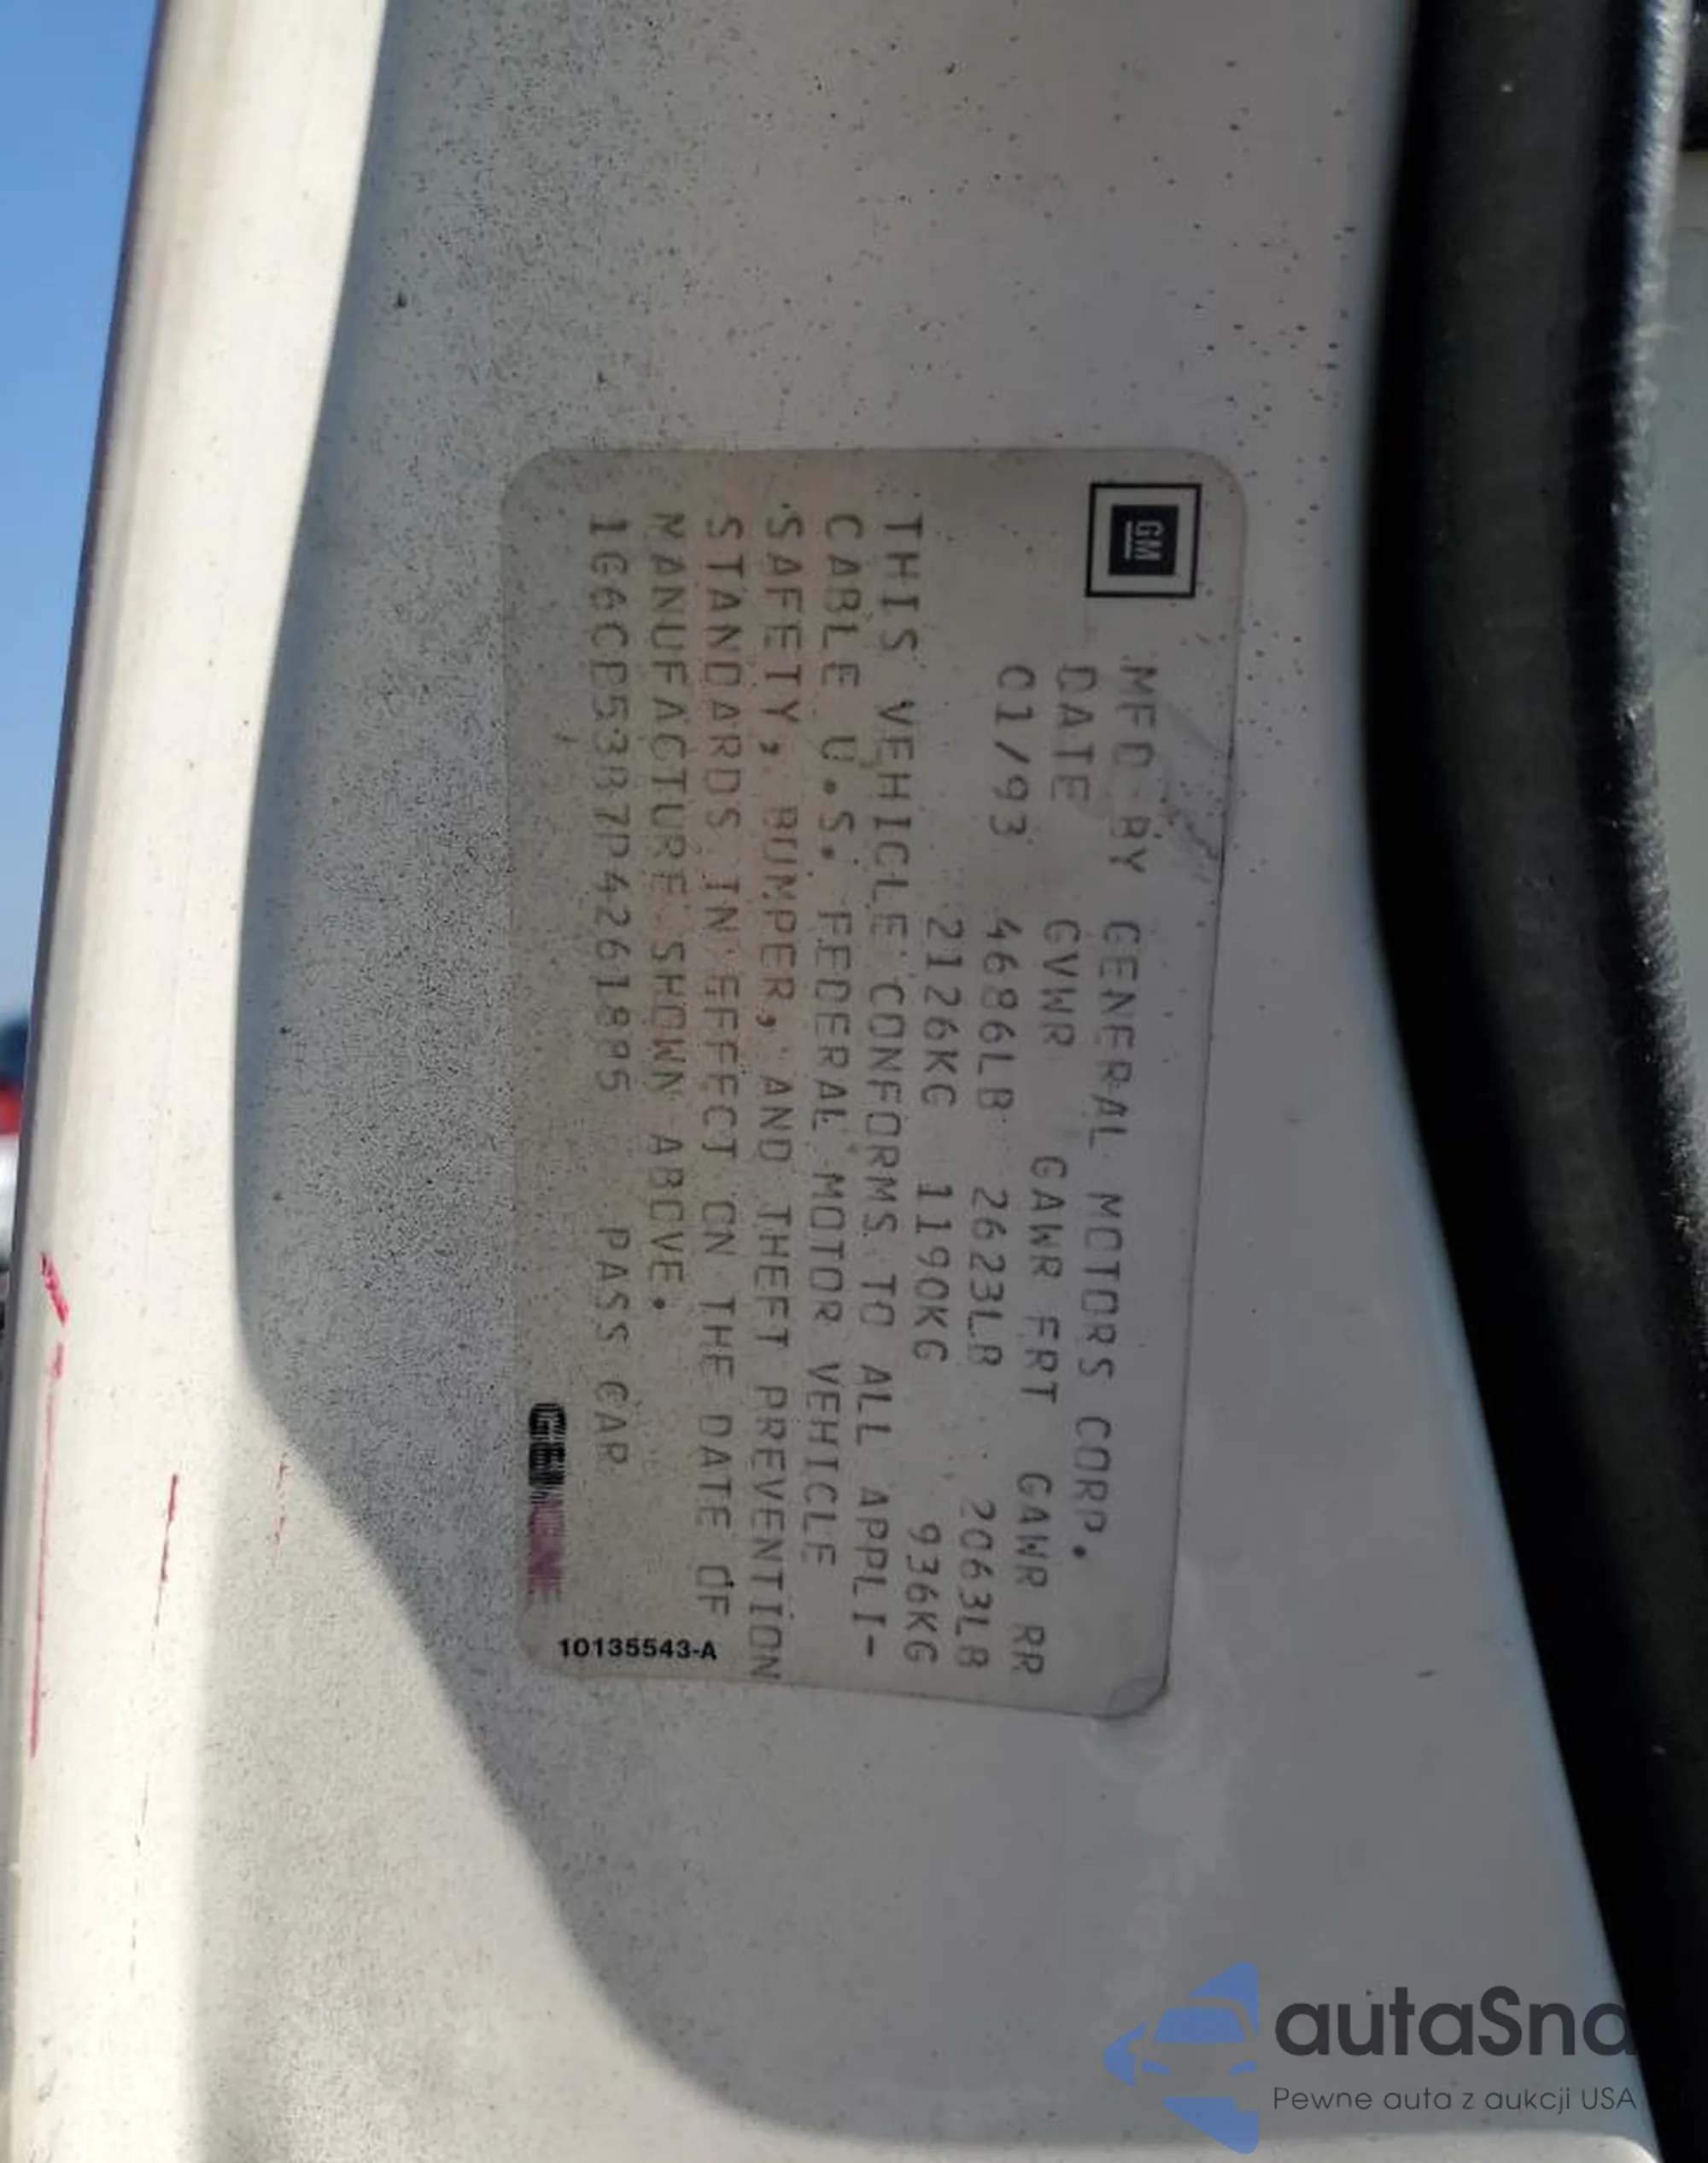 GM
MFD BY GENERAL MOTORS CORP.
DATE GVWR GAWR FRT GAWR RR
01/93 4686LB 2623LB 2063LB
2126KG 1190KG 936KG
THIS VEHICLE CONFORMS TO ALL APPLI-
CABLE U.S. FEDERAL MOTOR VEHICLE
SAFETY, BUMPER, AND THEFT PREVENTION
STANDARDS IN EFFECT ON THE DATE OF
MANUFACTURE SHOWN ABOVE.
1G6CD53B7P4261885 PASS CAR
10135543-A
autaSna
Pewne auta z aukcji USA